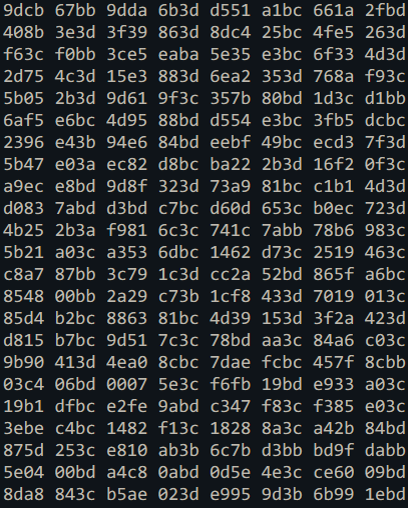 9dcb 67bb 9dda 6b3d d551 a1bc 661a 2fbd
408b 3e3d 3f39 863d 8dc4 25bc 4fe5 263d
f63c f0bb 3ce5 eaba 5e35 e3bc 6f33 4d3d
2d75 4c3d 15e3 883d 6ea2 353d 768a f93c
5b05 2b3d 9d61 9f3c 357b 80bd 1d3c d1bb
6af5 e6bc 4d95 88bd d554 e3bc 3fb5 dcbc
2396 e43b 94e6 84bd eebf 49bc ecd3 7f3d
5b47 e03a ec82 d8bc ba22 2b3d 16f2 0f3c
a9ec e8bd 9d8f 323d 73a9 81bc c1b1 4d3d
d083 7abd d3bd c7bc d60d 653c b0ec 723d
4b25 2b3a f981 6c3c 741c 7abb 78b6 983c
5b21 a03c a353 6dbc 1462 d73c 2519 463c
c8a7 87bb 3c79 1c3d cc2a 52bd 865f a6bc
8548 00bb 2a29 c73b 1cf8 433d 7019 013c
85d4 b2bc 8863 81bc 4d39 153d 3f2a 423d
d815 b7bc 9d51 7c3c 78bd aa3c 84a6 c03c
9b90 413d 4ea0 8cbc 7dae fcbc 457f 8cbb
03c4 06bd 0007 5e3c f6fb 19bd e933 a03c
19b1 dfbc e2fe 9abd c347 f83c f385 e03c
3ebe c4bc 1482 f13c 1828 8a3c a42b 84bd
875d 253c e810 ab3b 6c7b d3bb bd9f dabb
5e04 00bd a4c8 0abd 0d5e 4e3c ce60 09bd
8da8 843c b5ae 023d e995 9d3b 6b99 1ebd